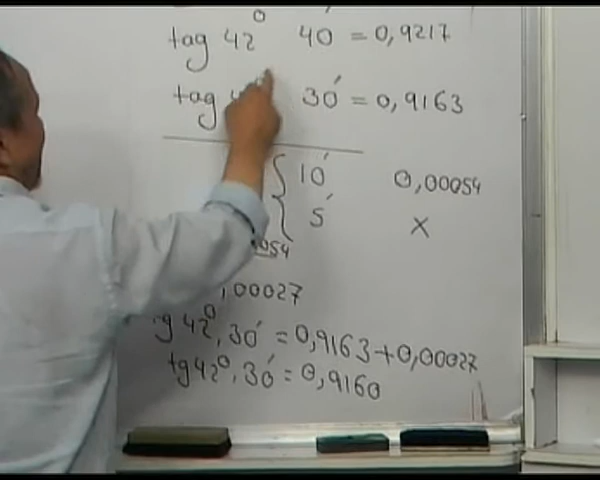 tag 42° 40' = 0,9217
tag 30' = 0,9163
10' 0,00054
5' X
054
,00027
g 42°, 30' = 0,9163+0,00027
tg 42°, 30' = 0,9160